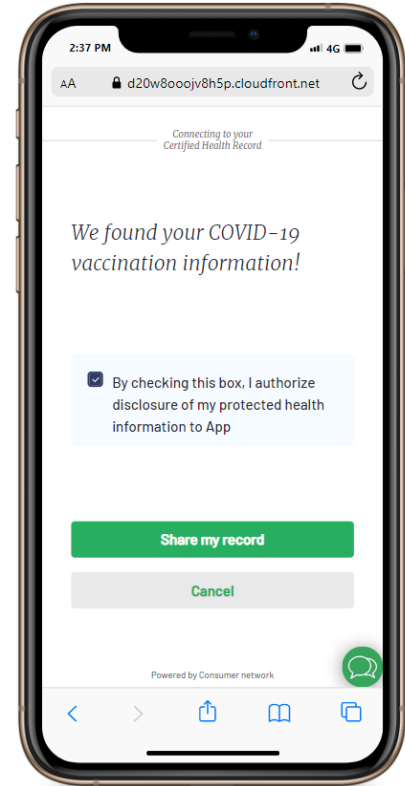 2:37 PM
4G
AA d20w8ooojv8h5p.cloudfront.net
Connecting to your
Certified Health Record
We found your COVID-19
vaccination information!
By checking this box, I authorize
disclosure of my protected health
information to App
Share my record
Cancel
Powered by Consumer network